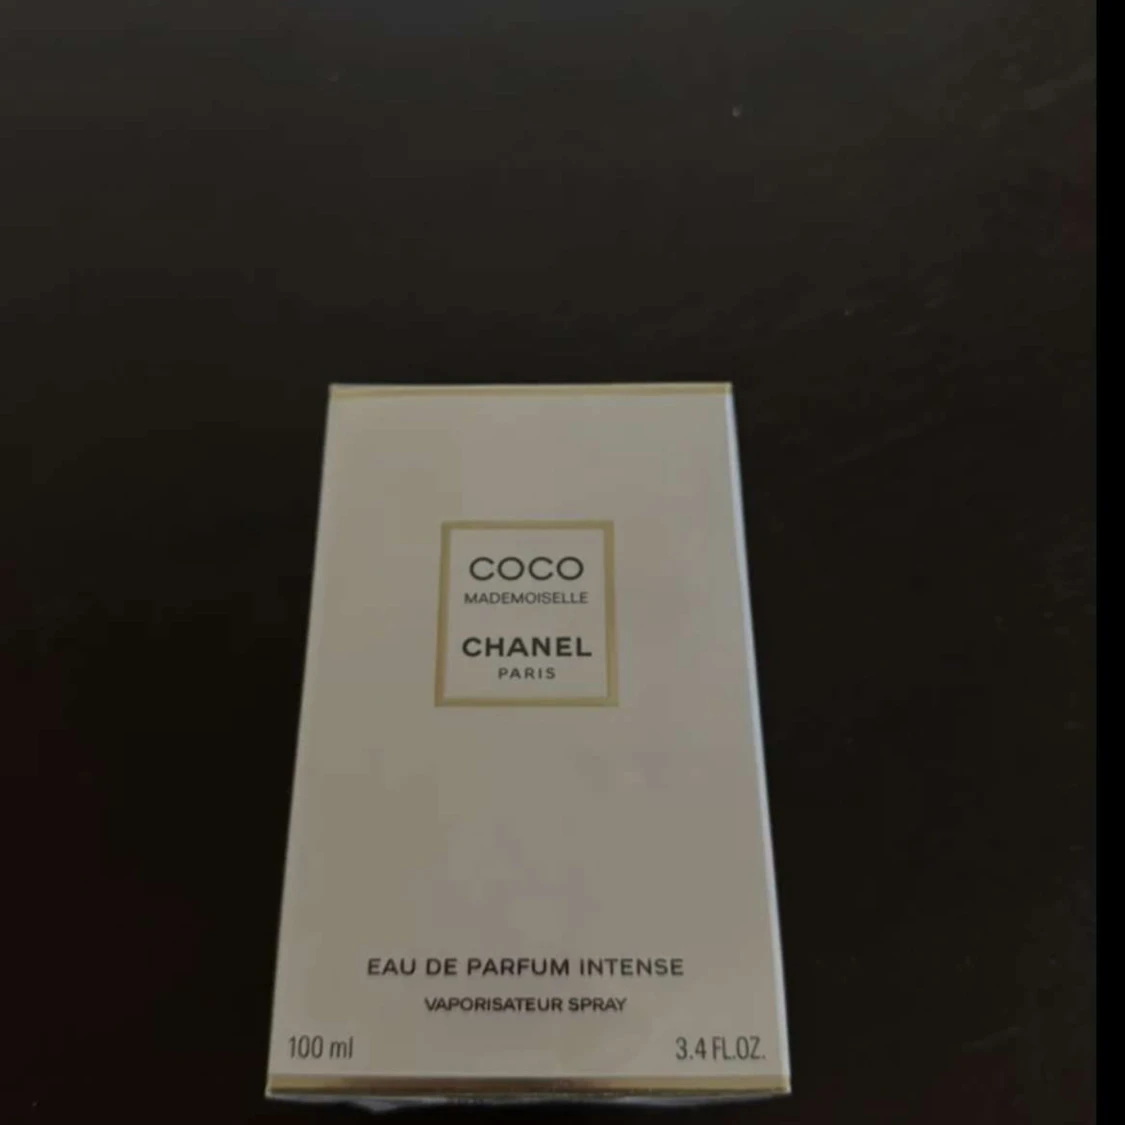 COCO
MADEMOISELLE
CHANEL
PARIS
EAU DE PARFUM INTENSE
VAPORISATEUR SPRAY
100 ml 3.4 FL.OZ.